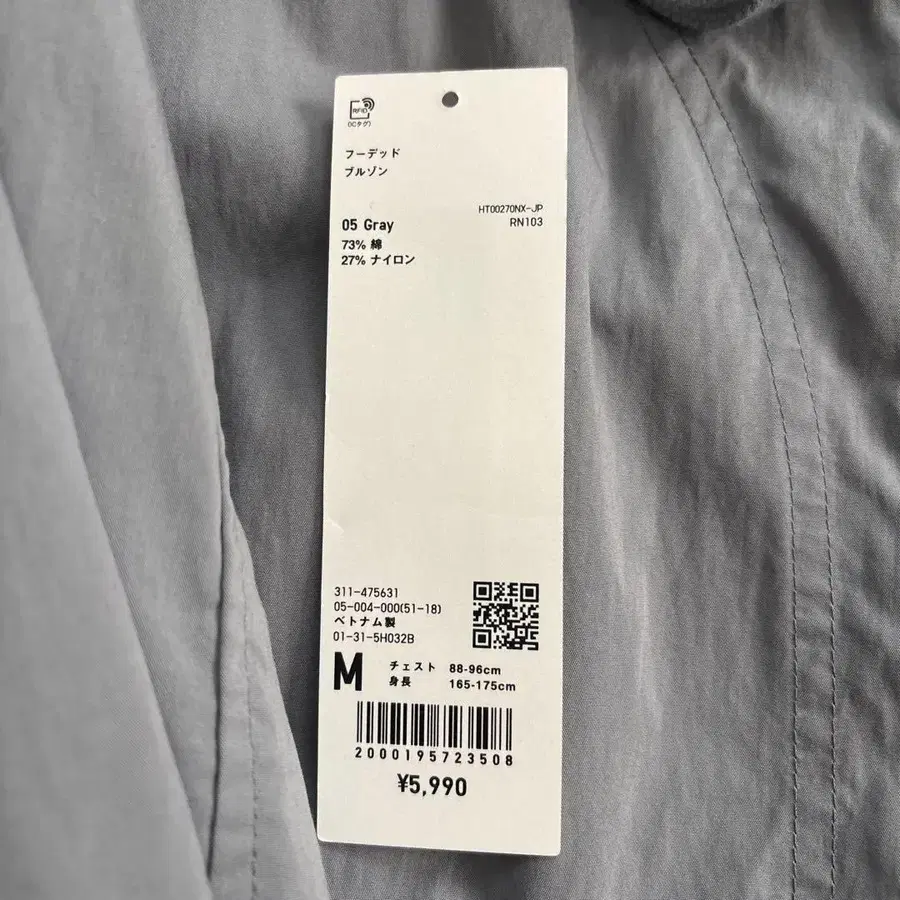 RFID
(ICタグ)
フーデッド
ブルゾン
HT00270NX-JP
05 Gray
RN103
73% 綿
27% ナイロン
311-475631
05-004-000(51-18)
ベトナム製
01-31-5H032B
M
チェスト 88-96cm
身長 165-175cm
2000195723508
¥5,990